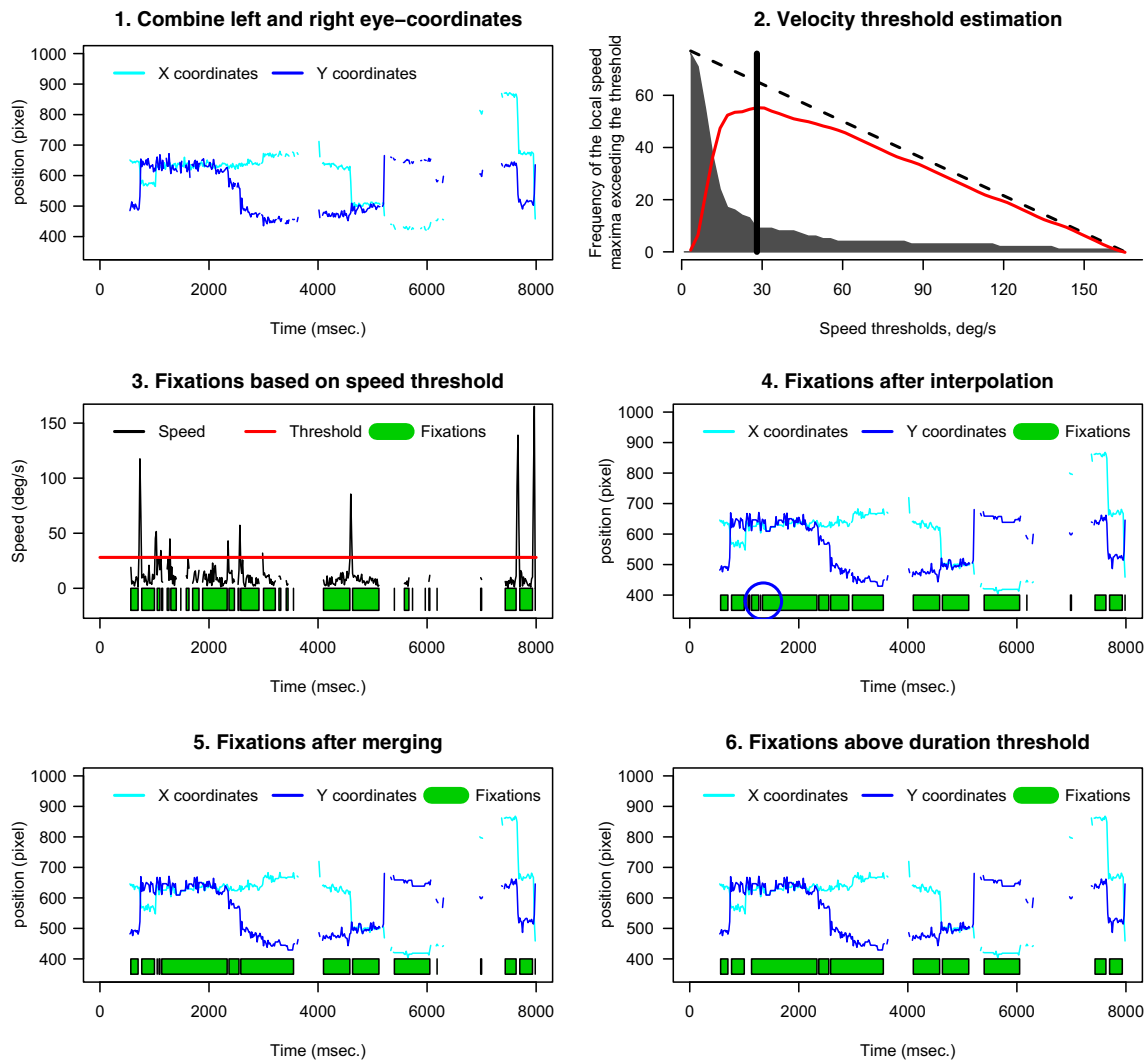 1. Combine left and right eye−coordinates
X coordinates
Y coordinates
position (pixel)
1000
900
800
700
600
500
400
0
2000
4000
6000
8000
Time (msec.)
2. Velocity threshold estimation
Frequency of the local speed
maxima exceeding the threshold
60
40
20
0
0
30
60
90
120
150
Speed thresholds, deg/s
3. Fixations based on speed threshold
Speed
Threshold
Fixations
Speed (deg/s)
150
100
50
0
0
2000
4000
6000
8000
Time (msec.)
4. Fixations after interpolation
X coordinates
Y coordinates
Fixations
position (pixel)
1000
900
800
700
600
500
400
0
2000
4000
6000
8000
Time (msec.)
5. Fixations after merging
X coordinates
Y coordinates
Fixations
position (pixel)
1000
900
800
700
600
500
400
0
2000
4000
6000
8000
Time (msec.)
6. Fixations above duration threshold
X coordinates
Y coordinates
Fixations
position (pixel)
1000
900
800
700
600
500
400
0
2000
4000
6000
8000
Time (msec.)